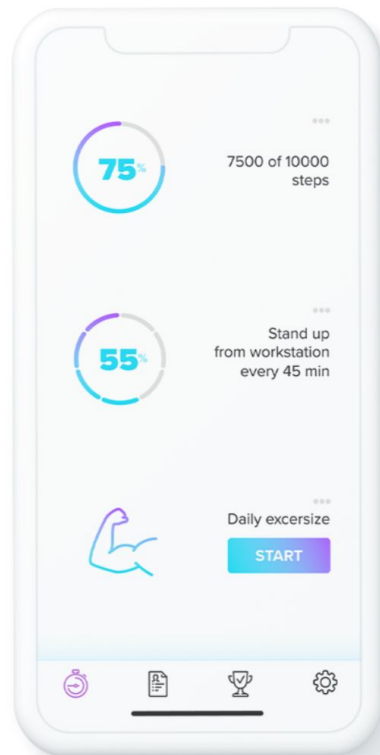 75%
7500 of 10000
steps
55%
Stand up
from workstation
every 45 min
Daily excersize
START